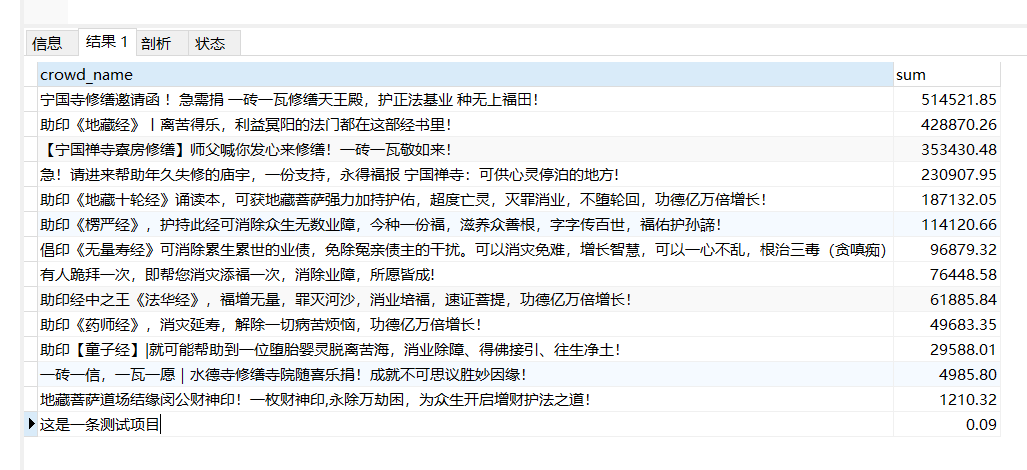 信息 结果 1 剖析 状态
crowd_name sum
宁国寺修缮邀请函 ！急需捐 一砖一瓦修缮天王殿，护正法基业 种无上福田！ 514521.85
助印《地藏经》丨离苦得乐，利益冥阳的法门都在这部经书里！ 428870.26
【宁国禅寺寮房修缮】师父喊你发心来修缮！一砖一瓦敬如来！ 353430.48
急！请进来帮助年久失修的庙宇，一份支持，永得福报 宁国禅寺：可供心灵停泊的地方！ 230907.95
助印《地藏十轮经》诵读本，可获地藏菩萨强力加持护佑，超度亡灵，灭罪消业，不堕轮回，功德亿万倍增长！ 187132.05
助印《楞严经》，护持此经可消除众生无数业障，今种一份福，滋养众善根，字字传百世，福佑护孙諦！ 114120.66
倡印《无量寿经》可消除累生累世的业债，免除冤亲债主的干扰。可以消灾免难，增长智慧，可以一心不乱，根治三毒（贪嗔痴） 96879.32
有人跪拜一次，即帮您消灾添福一次，消除业障，所愿皆成! 76448.58
助印经中之王《法华经》，福增无量，罪灭河沙，消业培福，速证菩提，功德亿万倍增长！ 61885.84
助印《药师经》，消灾延寿，解除一切病苦烦恼，功德亿万倍增长！ 49683.35
助印【童子经】|就可能帮助到一位堕胎婴灵脱离苦海，消业除障、得佛接引、往生净土！ 29588.01
一砖一信，一瓦一愿 | 水德寺修缮寺院随喜乐捐！成就不可思议胜妙因缘！ 4985.80
地藏菩萨道场结缘闵公财神印！一枚财神印,永除万劫困，为众生开启增财护法之道！ 1210.32
这是一条测试项目 0.09